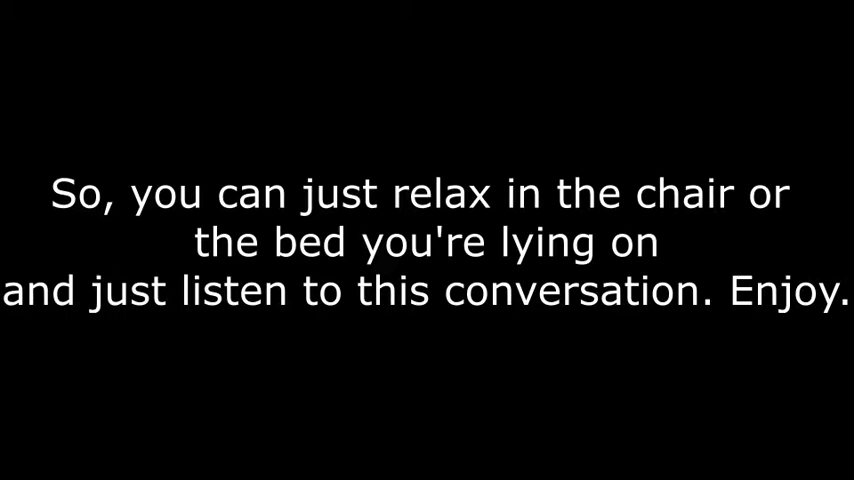 So, you can just relax in the chair or
the bed you're lying on
and just listen to this conversation. Enjoy.